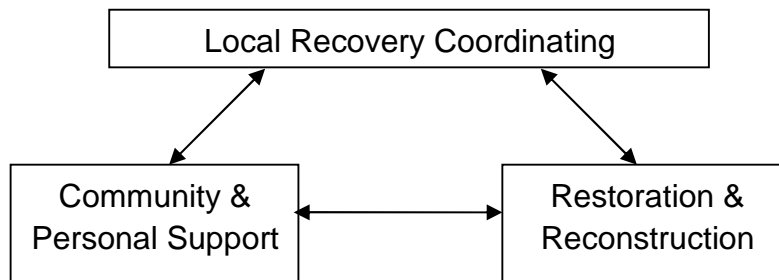 Local Recovery Coordinating
Community &
Personal Support
Restoration &
Reconstruction